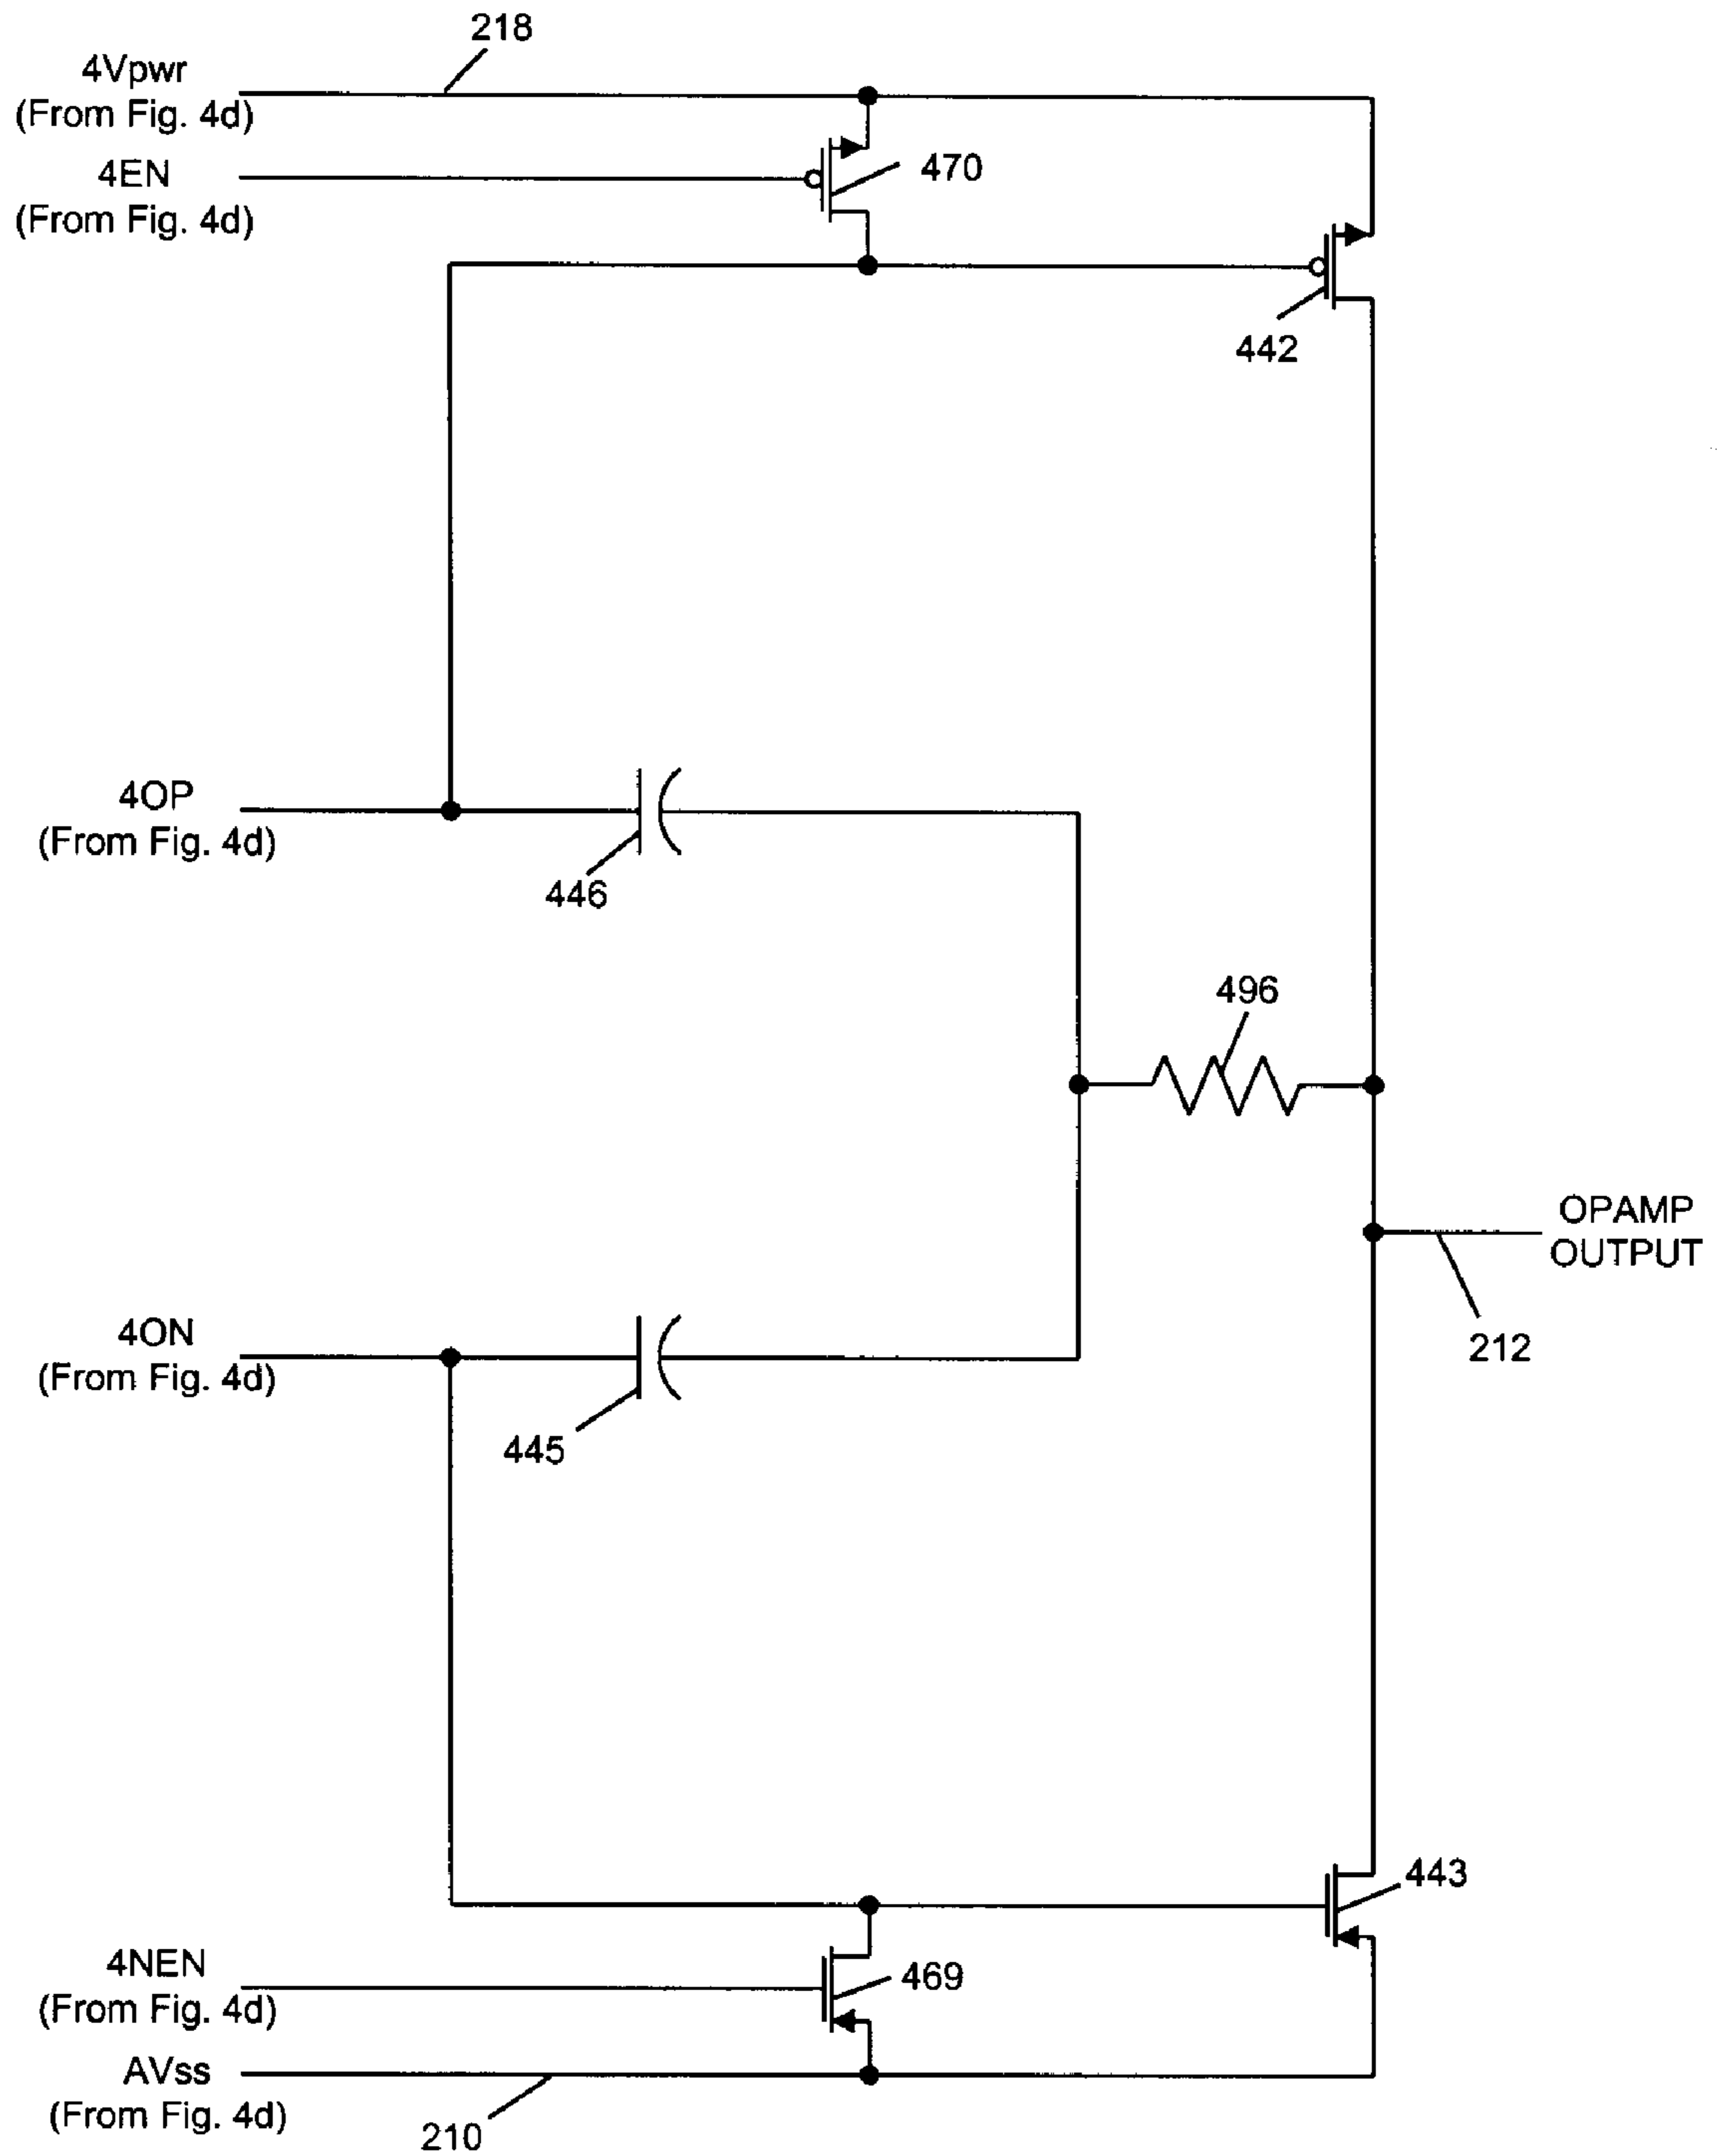 218
4Vpwr
(From Fig. 4d)
4EN
(From Fig. 4d)
470
442
4OP
(From Fig. 4d)
446
496
OPAMP
OUTPUT
212
4ON
(From Fig. 4d)
445
443
4NEN
(From Fig. 4d)
469
AVss
(From Fig. 4d)
210